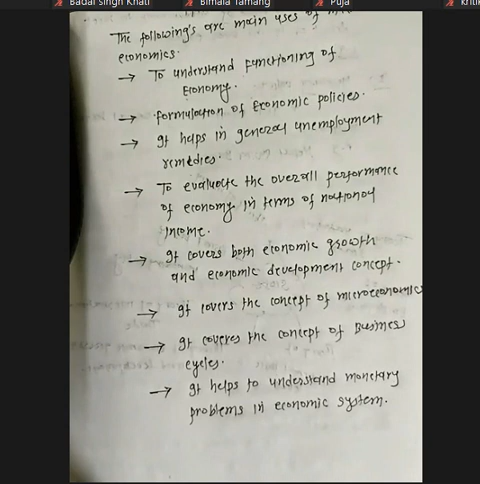 Badal singh Khati Bimala Tamang Puja kritik
The following's are main uses of
economics.
→ To understand functioning of
Economy.
→ formulation of Economic policies.
→ It helps in general unemployment
remedies.
→ To evaluate the overall performance
of economy in terms of national
income.
→ It covers both economic growth
and economic development concept.
→ It covers the concept of microeconomics
→ It coveres the concept of Business
cycles.
→ It helps to understand monetary
problems in economic system.